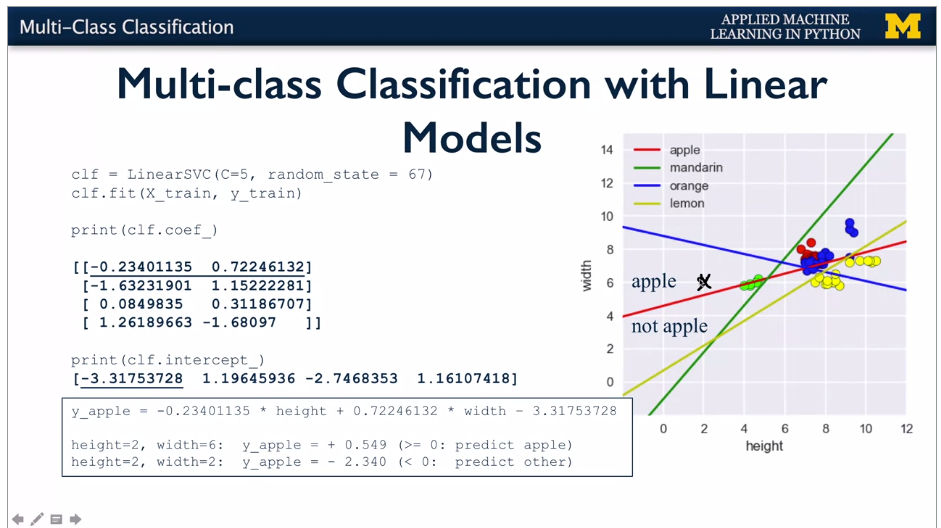 Multi-Class Classification
APPLIED MACHINE
LEARNING IN PYTHON
M
Multi-class Classification with Linear
Models
clf = LinearSVC(C=5, random_state = 67)
clf.fit(X_train, y_train)
print(clf.coef_)
[[-0.23401135 0.72246132]
[-1.63231901 1.15222281]
[ 0.0849835 0.31186707]
[ 1.26189663 -1.68097 ]]
print(clf.intercept_)
[-3.31753728 1.19645936 -2.7468353 1.16107418]
y_apple = -0.23401135 * height + 0.72246132 * width - 3.31753728
height=2, width=6: y_apple = + 0.549 (>= 0: predict apple)
height=2, width=2: y_apple = - 2.340 (< 0: predict other)
apple
mandarin
orange
lemon
14
12
10
8
6
4
2
0
width
apple
x
not apple
0 2 4 6 8 10 12
height